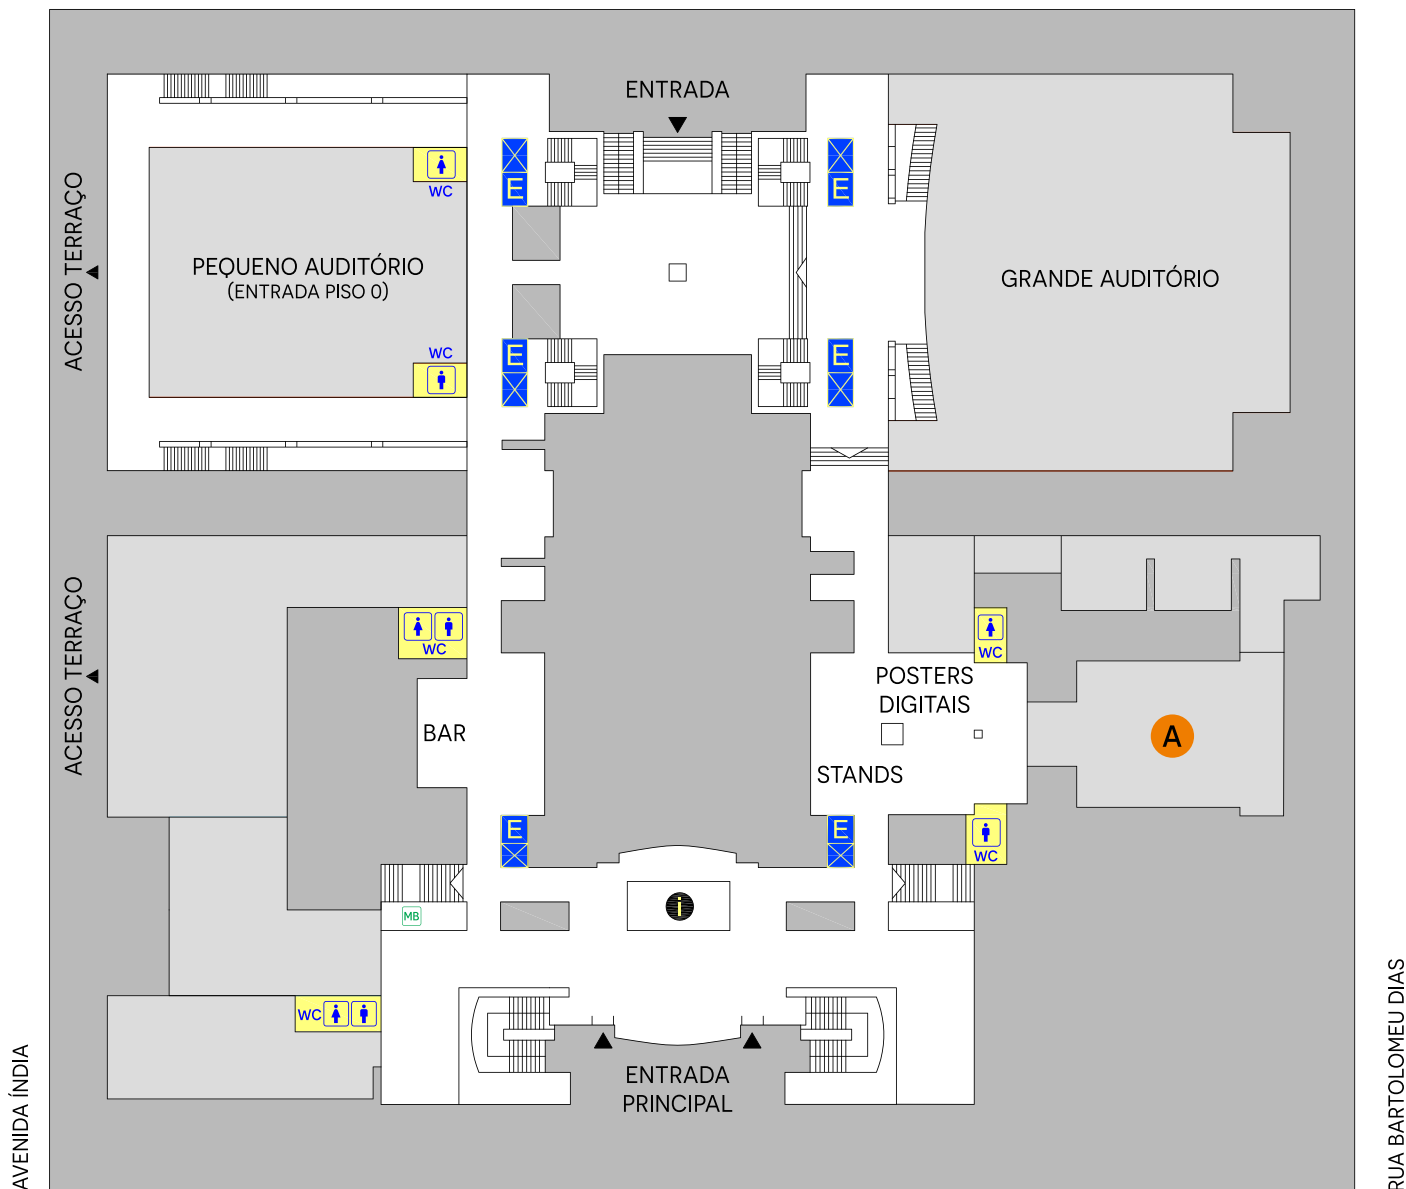 ENTRADA
E
E
WC
ACESSO TERRAÇO
PEQUENO AUDITÓRIO
(ENTRADA PISO 0)
GRANDE AUDITÓRIO
WC
E
E
ACESSO TERRAÇO
WC
WC
POSTERS
DIGITAIS
BAR
A
STANDS
E
E
WC
i
MB
WC
ENTRADA
PRINCIPAL
AVENIDA ÍNDIA
RUA BARTOLOMEU DIAS